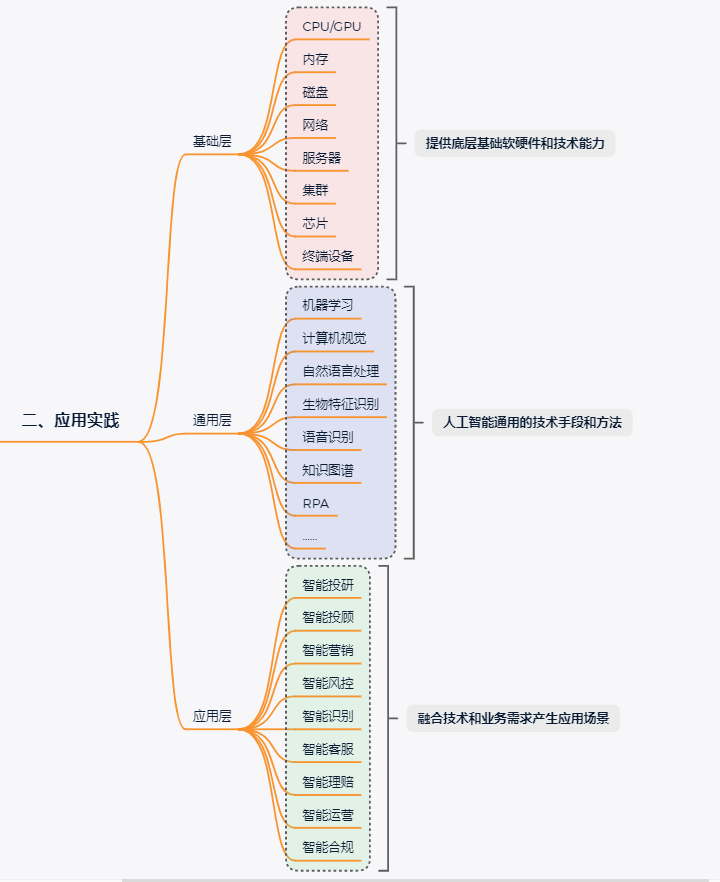 二、应用实践
基础层
CPU/GPU
内存
磁盘
网络
服务器
集群
芯片
终端设备
提供底层基础软硬件和技术能力
通用层
机器学习
计算机视觉
自然语言处理
生物特征识别
语音识别
知识图谱
RPA
......
人工智能通用的技术手段和方法
应用层
智能投研
智能投顾
智能营销
智能风控
智能识别
智能客服
智能理赔
智能运营
智能合规
融合技术和业务需求产生应用场景